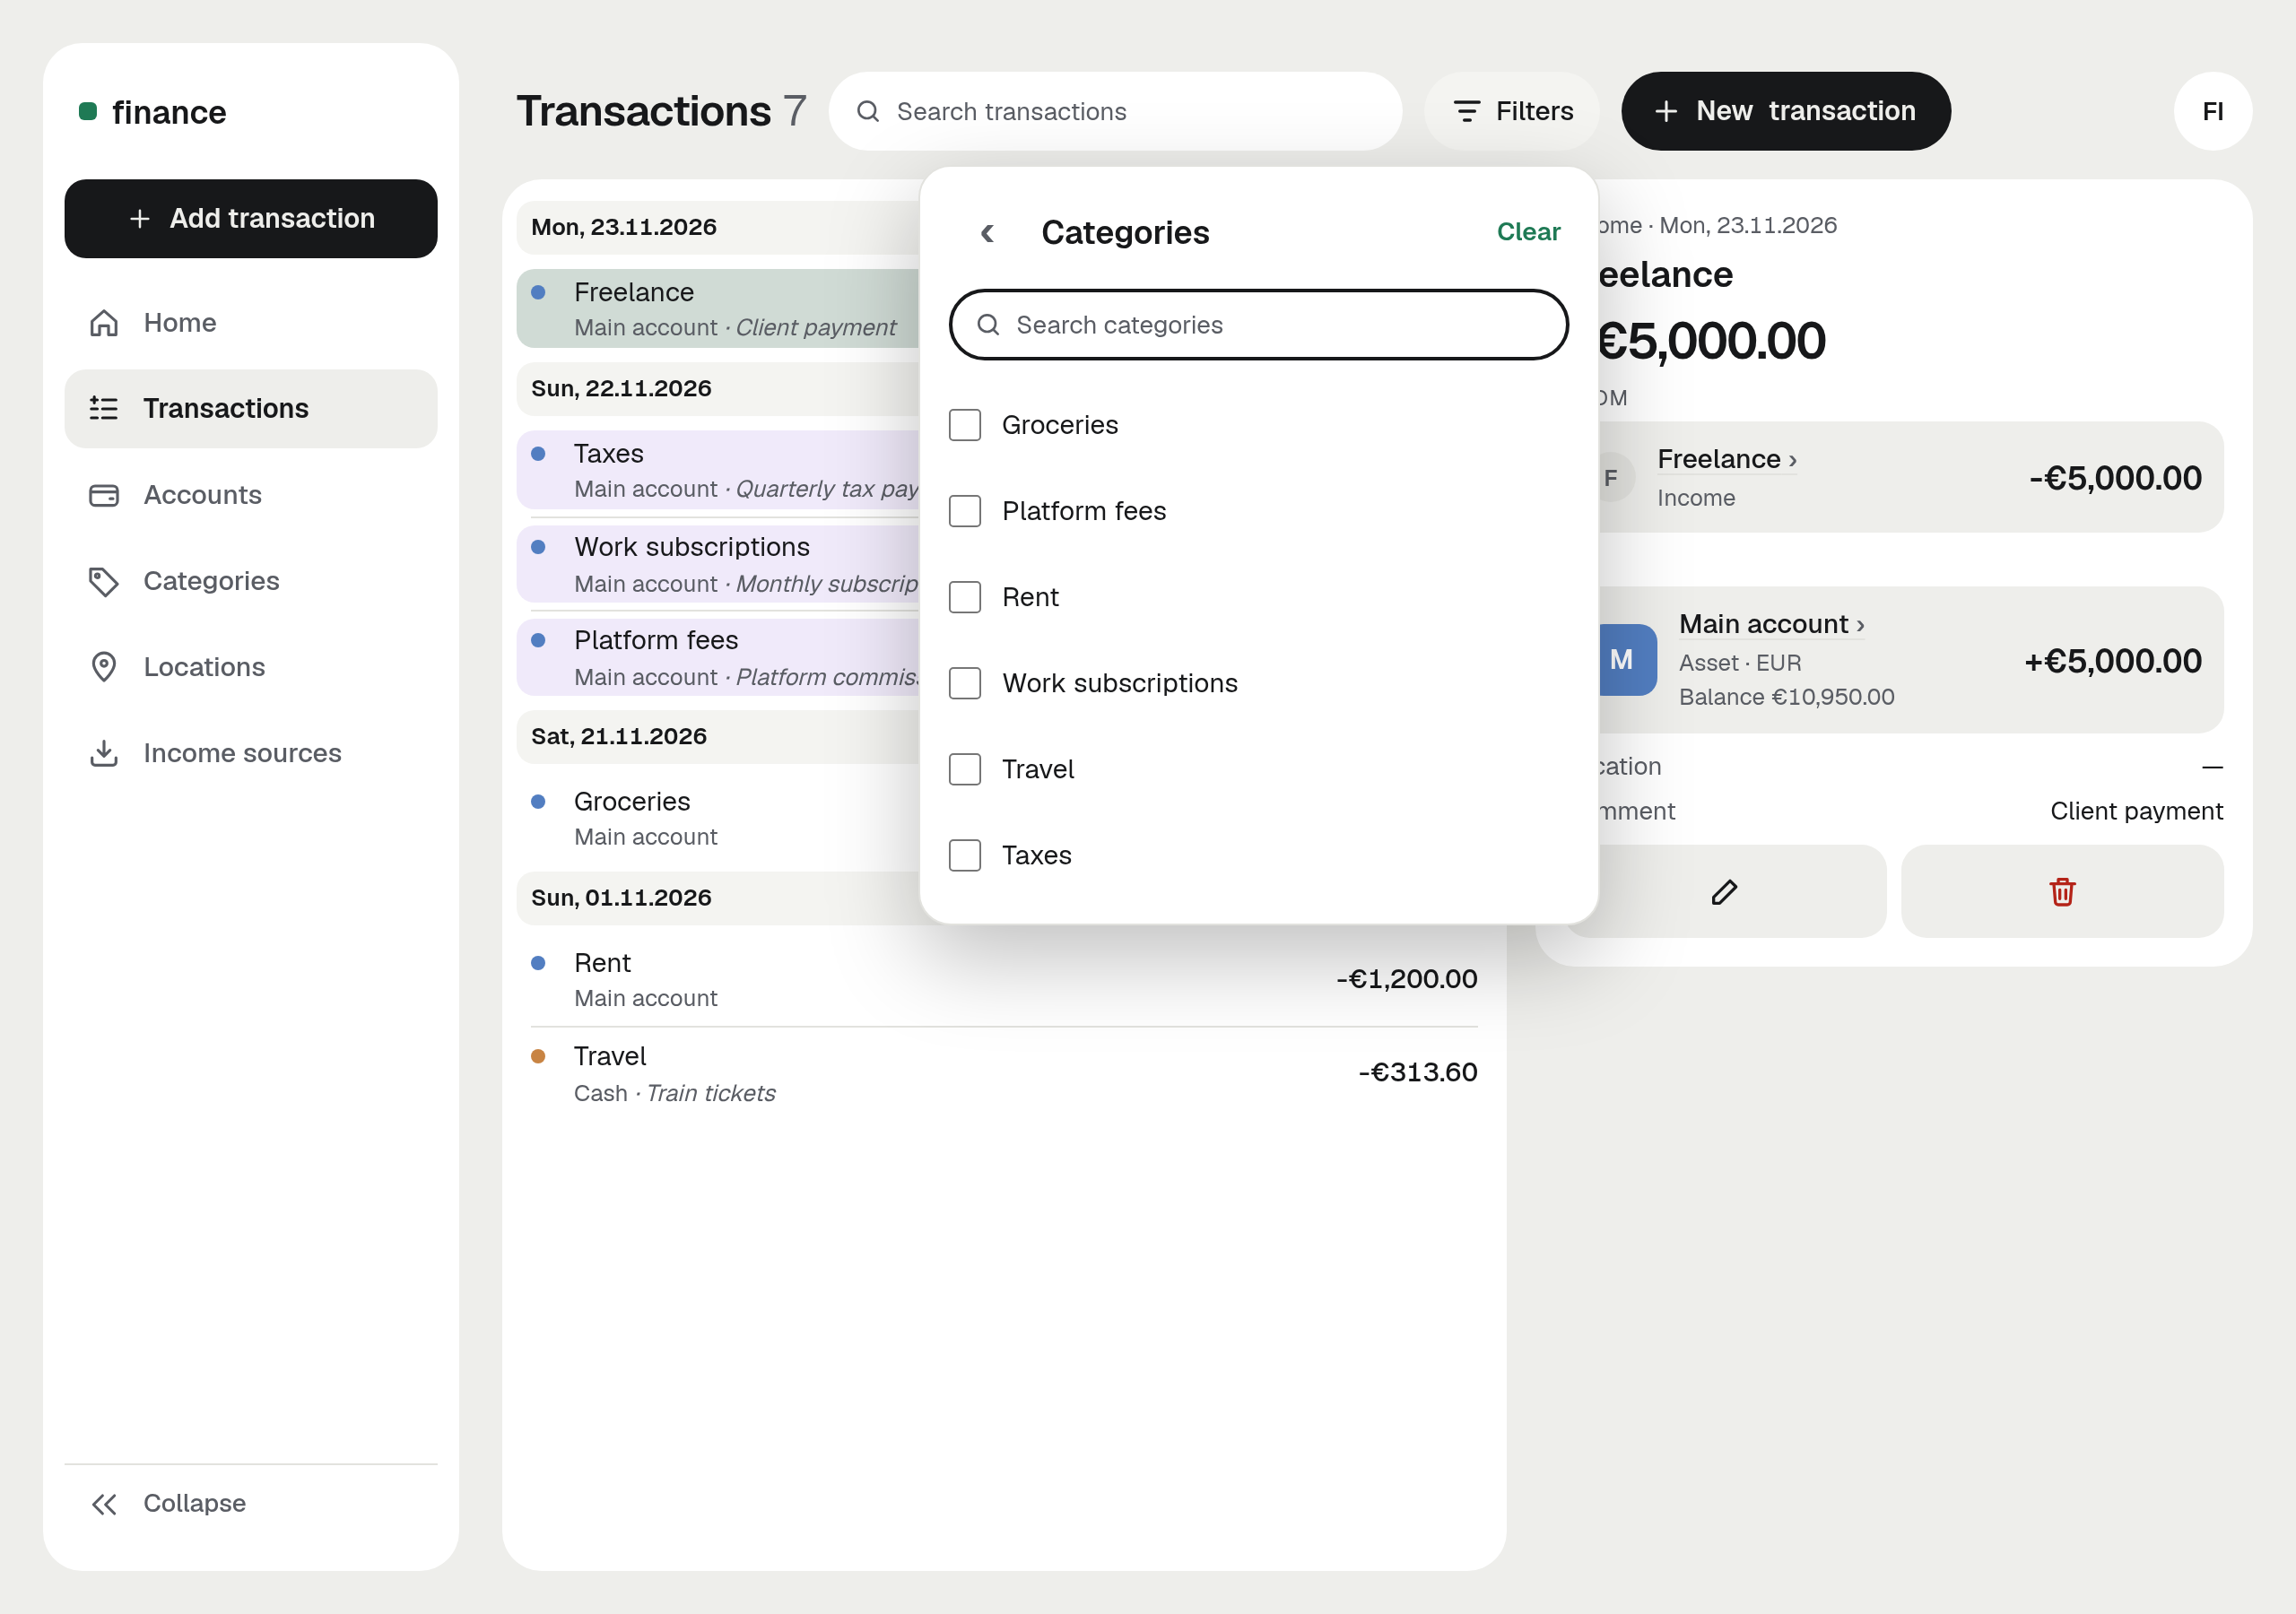 finance
Add transaction
Home
Transactions
Accounts
Categories
Locations
Income sources
Collapse
Transactions 7
Search transactions
Filters
New transaction
FI
Mon, 23.11.2026
Freelance
Main account · Client payment
Sun, 22.11.2026
Taxes
Main account · Quarterly tax pay
Work subscriptions
Main account · Monthly subscrip
Platform fees
Main account · Platform commis
Sat, 21.11.2026
Groceries
Main account
Sun, 01.11.2026
Rent
Main account
-€1,200.00
Travel
Cash · Train tickets
-€313.60
Categories
Clear
Search categories
Groceries
Platform fees
Rent
Work subscriptions
Travel
Taxes
ome · Mon, 23.11.2026
eelance
€5,000.00
OM
F
Freelance ›
Income
-€5,000.00
M
Main account ›
Asset · EUR
Balance €10,950.00
+€5,000.00
cation
—
mment
Client payment